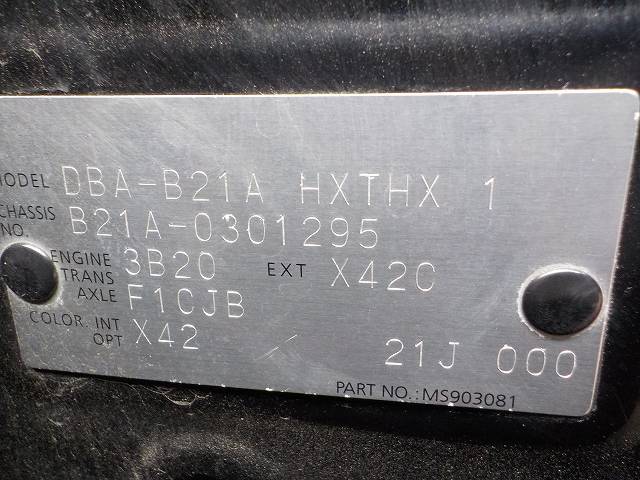 MODEL DBA-B21A HXTHX 1
CHASSIS NO. B21A-0301295
ENGINE 3B20 EXT X42C
TRANS AXLE F1CJB
COLOR. INT OPT X42 / 21J 000
PART NO.:MS903081